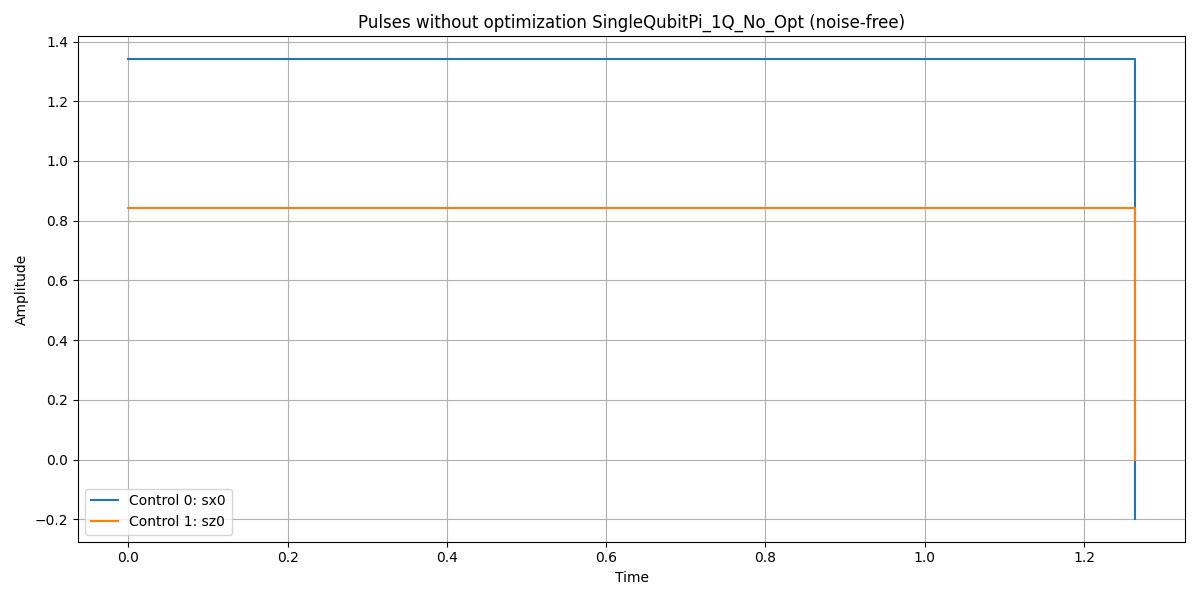 Pulses without optimization SingleQubitPi_1Q_No_Opt (noise-free)
1.4
1.2
1.0
0.8
0.6
0.4
0.2
0.0
−0.2
Amplitude
Control 0: sx0
Control 1: sz0
0.0 0.2 0.4 0.6 0.8 1.0 1.2
Time